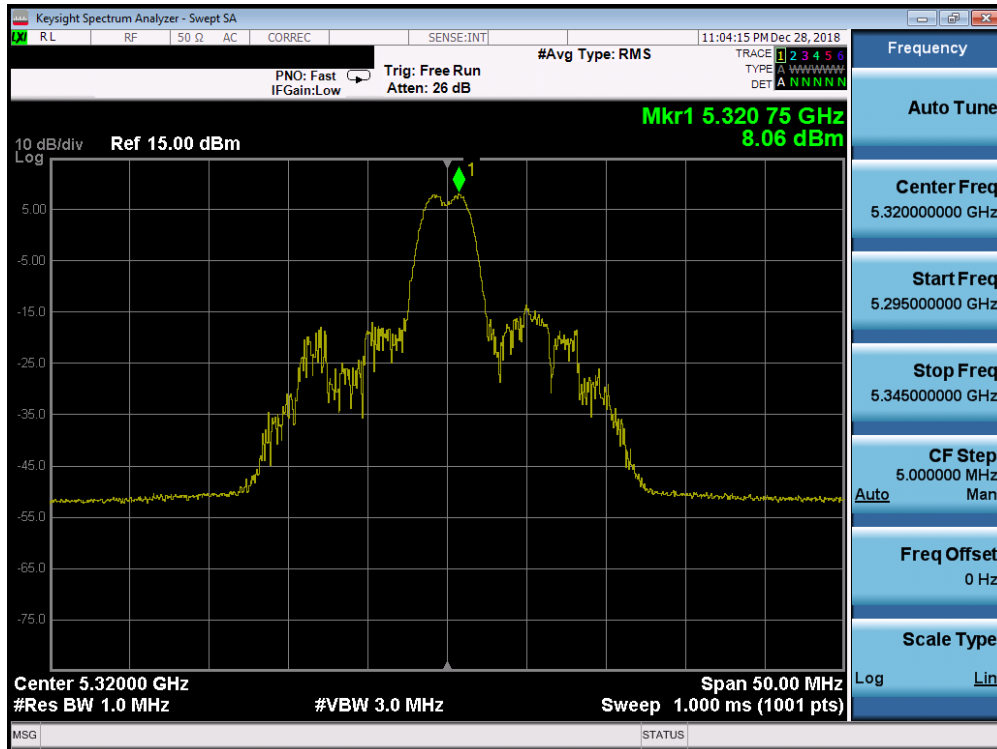 Keysight Spectrum Analyzer - Swept SA
LXI RL RF 50 Ω AC CORREC SENSE:INT 11:04:15 PM Dec 28, 2018
#Avg Type: RMS TRACE 1 2 3 4 5 6
PNO: Fast Trig: Free Run TYPE A WWWWW
IFGain:Low Atten: 26 dB DET A N N N N N
Mkr1 5.320 75 GHz
8.06 dBm
10 dB/div Ref 15.00 dBm
Log
1
5.00
-5.00
-15.0
-25.0
-35.0
-45.0
-55.0
-65.0
-75.0
Center 5.32000 GHz Span 50.00 MHz
#Res BW 1.0 MHz #VBW 3.0 MHz Sweep 1.000 ms (1001 pts)
MSG STATUS
Frequency
Auto Tune
Center Freq
5.320000000 GHz
Start Freq
5.295000000 GHz
Stop Freq
5.345000000 GHz
CF Step
5.000000 MHz
Auto Man
Freq Offset
0 Hz
Scale Type
Log Lin